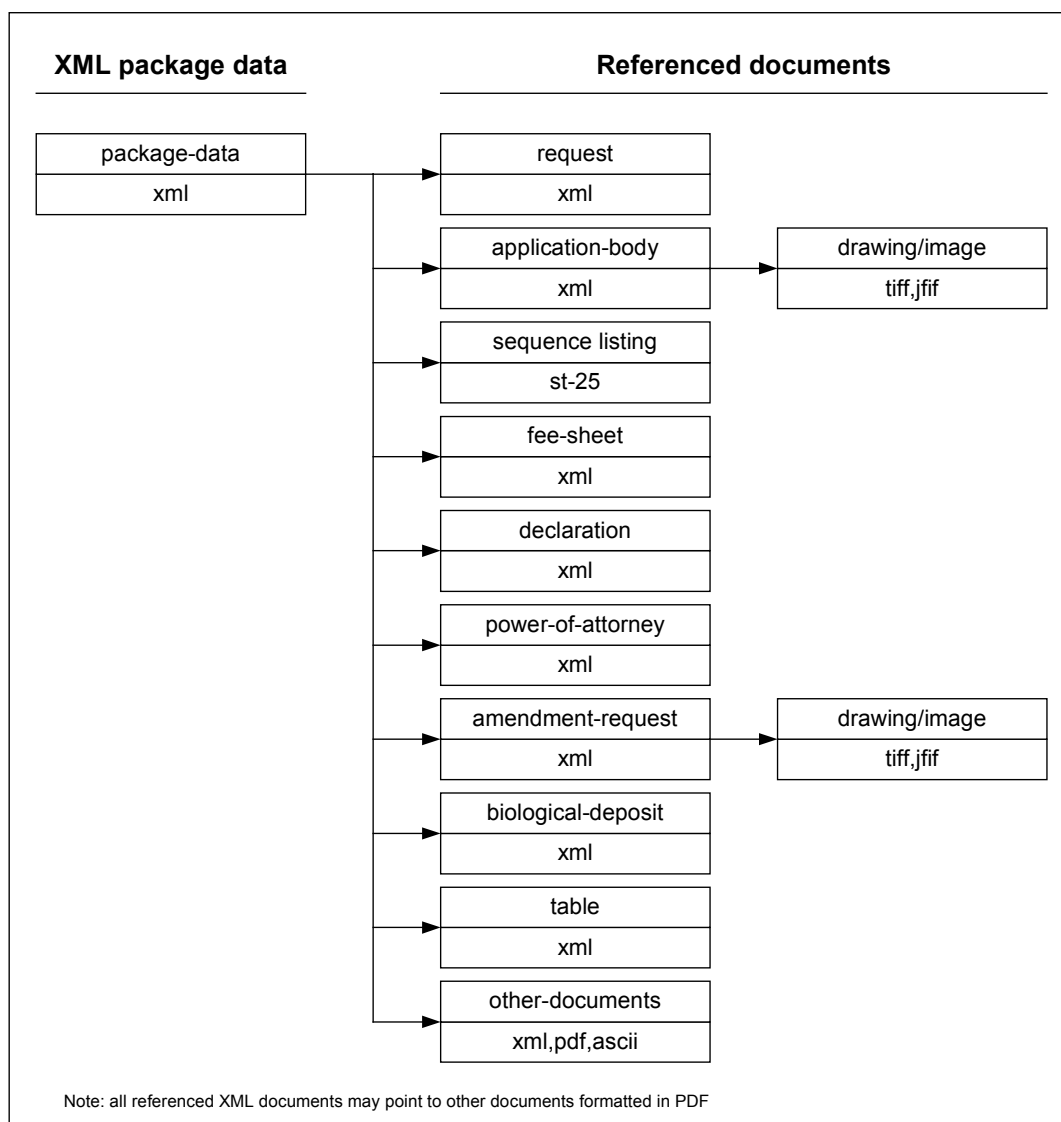 XML package data
Referenced documents
package-data
xml
request
xml
application-body
xml
drawing/image
tiff,jfif
sequence listing
st-25
fee-sheet
xml
declaration
xml
power-of-attorney
xml
amendment-request
xml
drawing/image
tiff,jfif
biological-deposit
xml
table
xml
other-documents
xml,pdf,ascii
Note: all referenced XML documents may point to other documents formatted in PDF